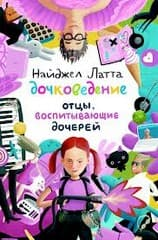 НАЙДЖЕЛ ЛАТТА
дочковедение
ОТЦЫ,
ВОСПИТЫВАЮЩИЕ
ДОЧЕРЕЙ